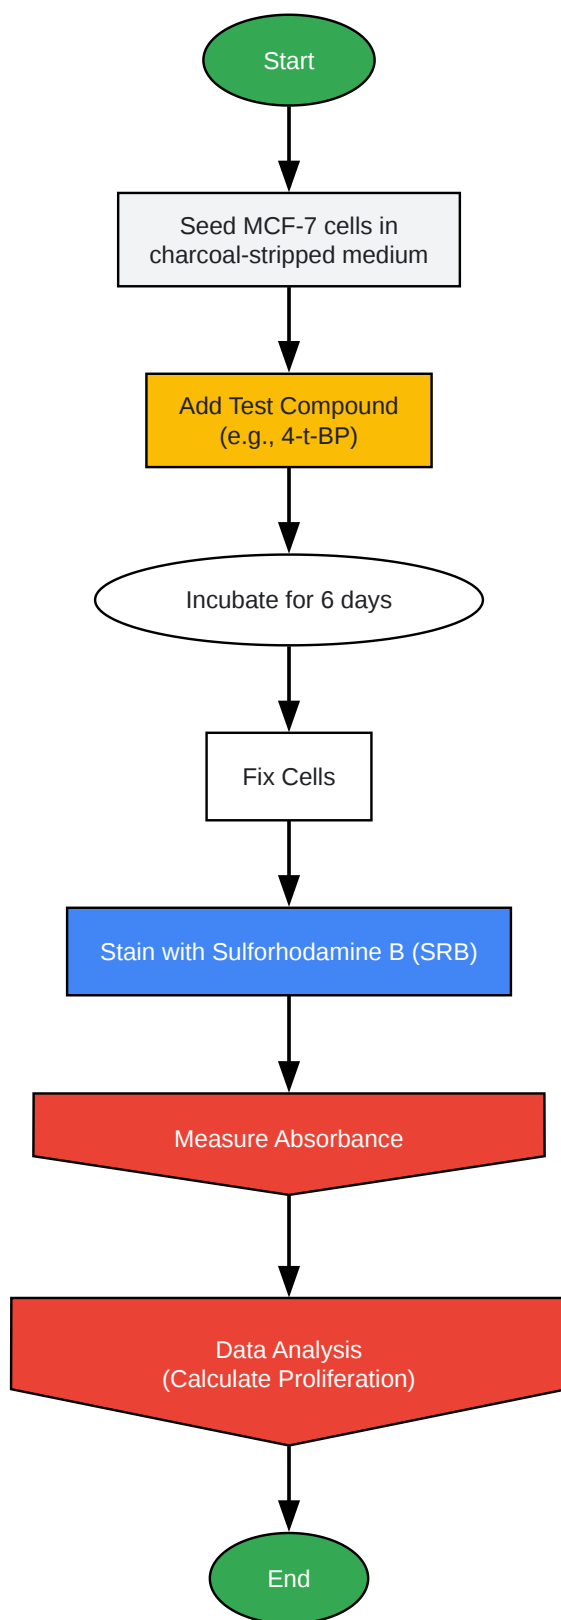 Start
Seed MCF-7 cells in
charcoal-stripped medium
Add Test Compound
(e.g., 4-t-BP)
Incubate for 6 days
Fix Cells
Stain with Sulforhodamine B (SRB)
Measure Absorbance
Data Analysis
(Calculate Proliferation)
End